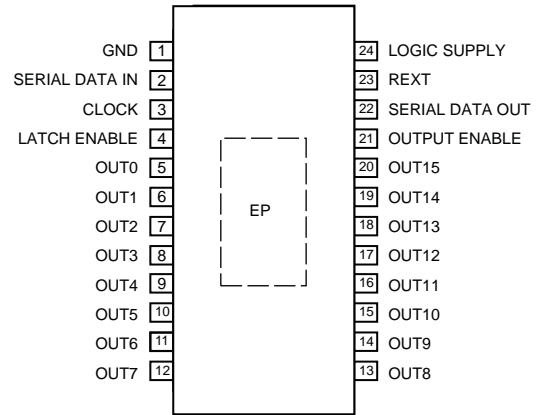 GND 1 24 LOGIC SUPPLY
SERIAL DATA IN 2 23 REXT
CLOCK 3 22 SERIAL DATA OUT
LATCH ENABLE 4 21 OUTPUT ENABLE
OUT0 5 20 OUT15
OUT1 6 19 OUT14
OUT2 7 18 OUT13
EP
OUT3 8 17 OUT12
OUT4 9 16 OUT11
OUT5 10 15 OUT10
OUT6 11 14 OUT9
OUT7 12 13 OUT8